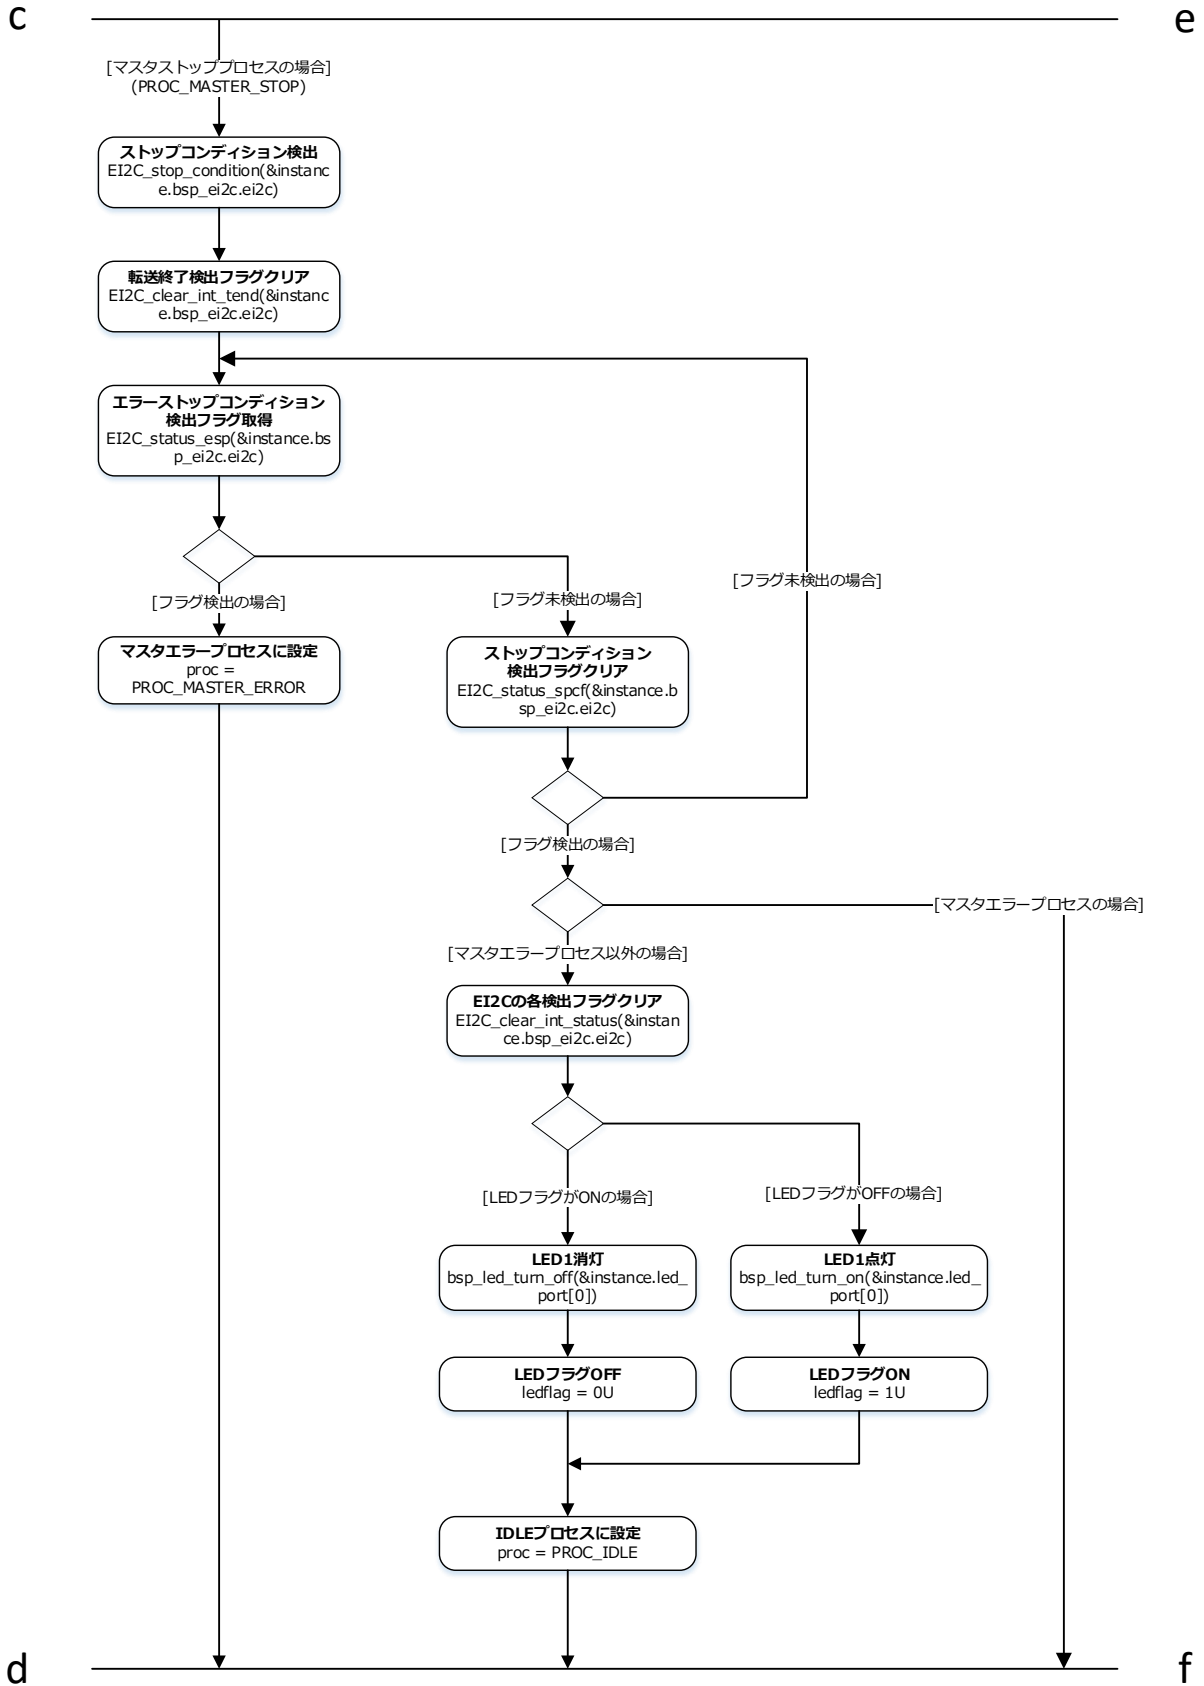 c
e
[マスタストッププロセスの場合]
(PROC_MASTER_STOP)
ストップコンディション検出
EI2C_stop_condition(&instanc
e.bsp_ei2c.ei2c)
転送終了検出フラグクリア
EI2C_clear_int_tend(&instanc
e.bsp_ei2c.ei2c)
エラーストップコンディション
検出フラグ取得
EI2C_status_esp(&instance.bs
p_ei2c.ei2c)
[フラグ検出の場合]
[フラグ未検出の場合]
[フラグ未検出の場合]
マスタエラープロセスに設定
proc =
PROC_MASTER_ERROR
ストップコンディション
検出フラグクリア
EI2C_status_spcf(&instance.b
sp_ei2c.ei2c)
[フラグ検出の場合]
[マスタエラープロセスの場合]
[マスタエラープロセス以外の場合]
EI2Cの各検出フラグクリア
EI2C_clear_int_status(&instan
ce.bsp_ei2c.ei2c)
[LEDフラグがONの場合]
[LEDフラグがOFFの場合]
LED1消灯
bsp_led_turn_off(&instance.led_
port[0])
LED1点灯
bsp_led_turn_on(&instance.led_
port[0])
LEDフラグOFF
ledflag = 0U
LEDフラグON
ledflag = 1U
IDLEプロセスに設定
proc = PROC_IDLE
d
f